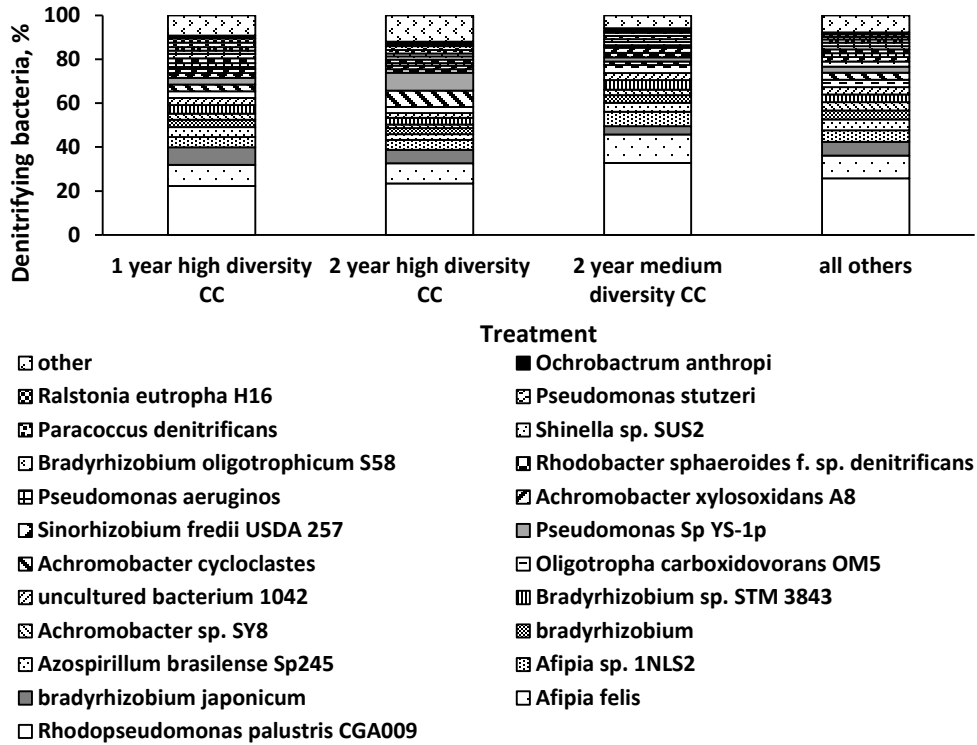 Denitrifying bacteria, %
100
80
60
40
20
0
1 year high diversity CC
2 year high diversity CC
2 year medium diversity CC
all others
Treatment
other
Ochrobactrum anthropi
Ralstonia eutropha H16
Pseudomonas stutzeri
Paracoccus denitrificans
Shinella sp. SUS2
Bradyrhizobium oligotrophicum S58
Rhodobacter sphaeroides f. sp. denitrificans
Pseudomonas aeruginos
Achromobacter xylosoxidans A8
Sinorhizobium fredii USDA 257
Pseudomonas Sp YS-1p
Achromobacter cycloclastes
Oligotropha carboxidovorans OM5
uncultured bacterium 1042
Bradyrhizobium sp. STM 3843
Achromobacter sp. SY8
bradyrhizobium
Azospirillum brasilense Sp245
Afipia sp. 1NLS2
bradyrhizobium japonicum
Afipia felis
Rhodopseudomonas palustris CGA009